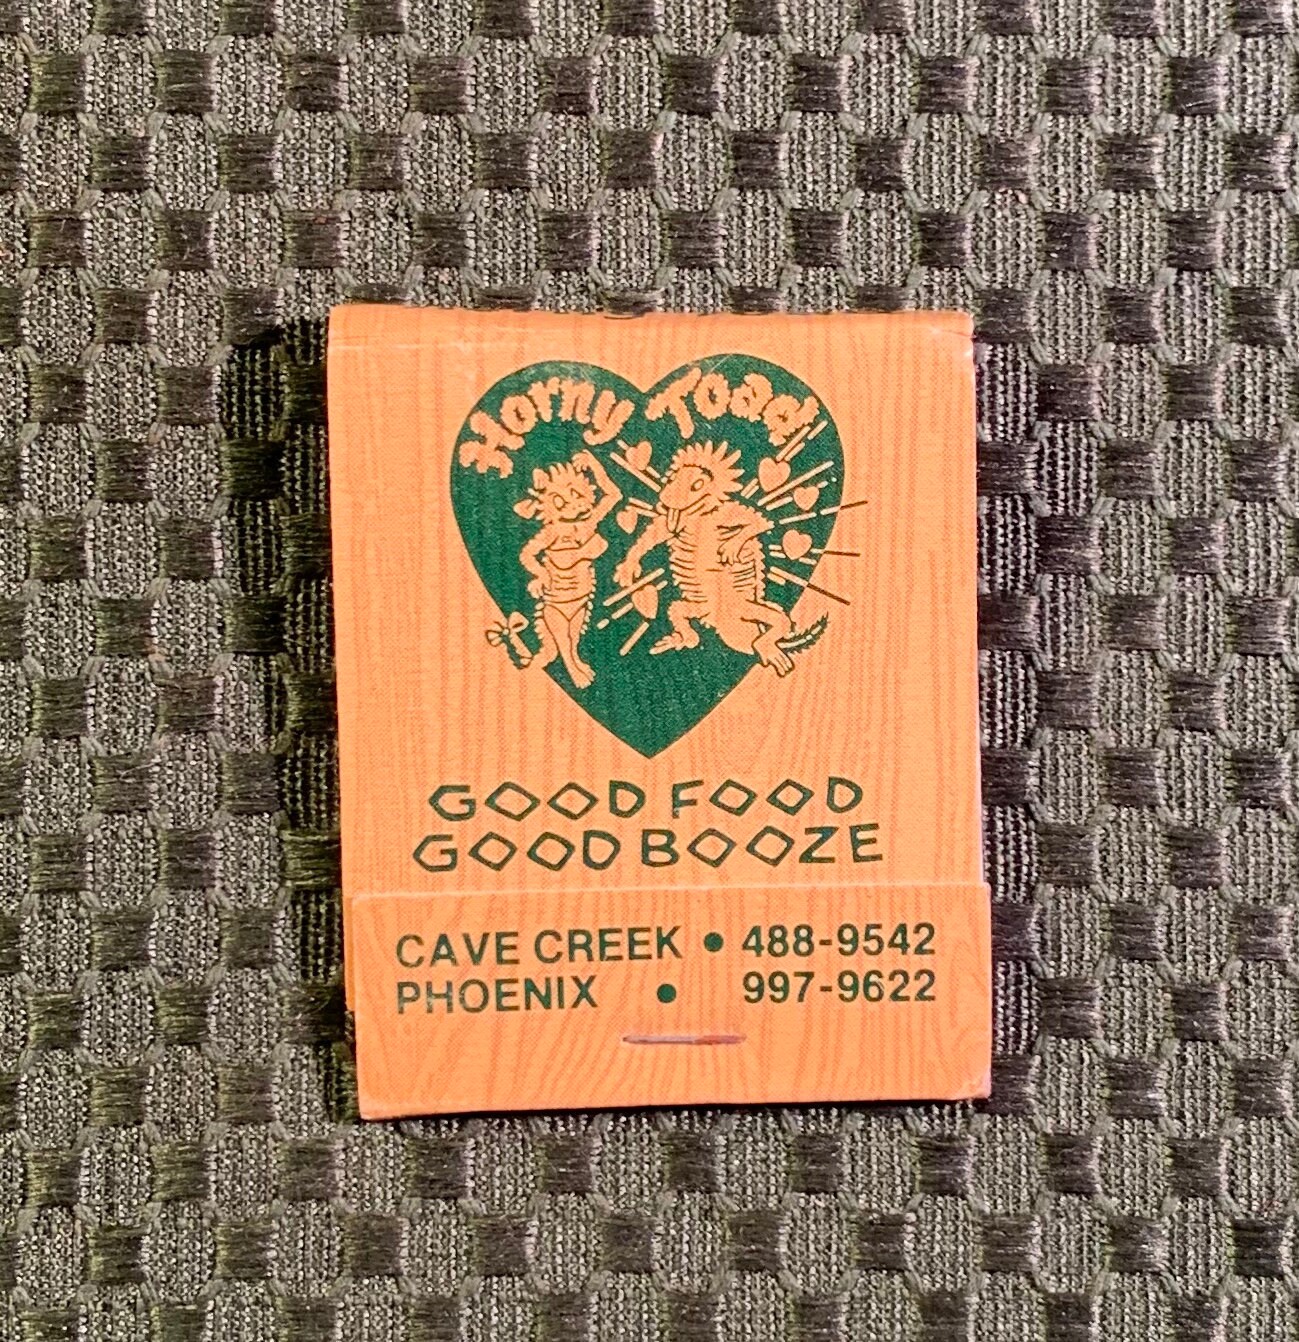 Horny Toad
GOOD FOOD
GOOD BOOZE
CAVE CREEK • 488-9542
PHOENIX • 997-9622